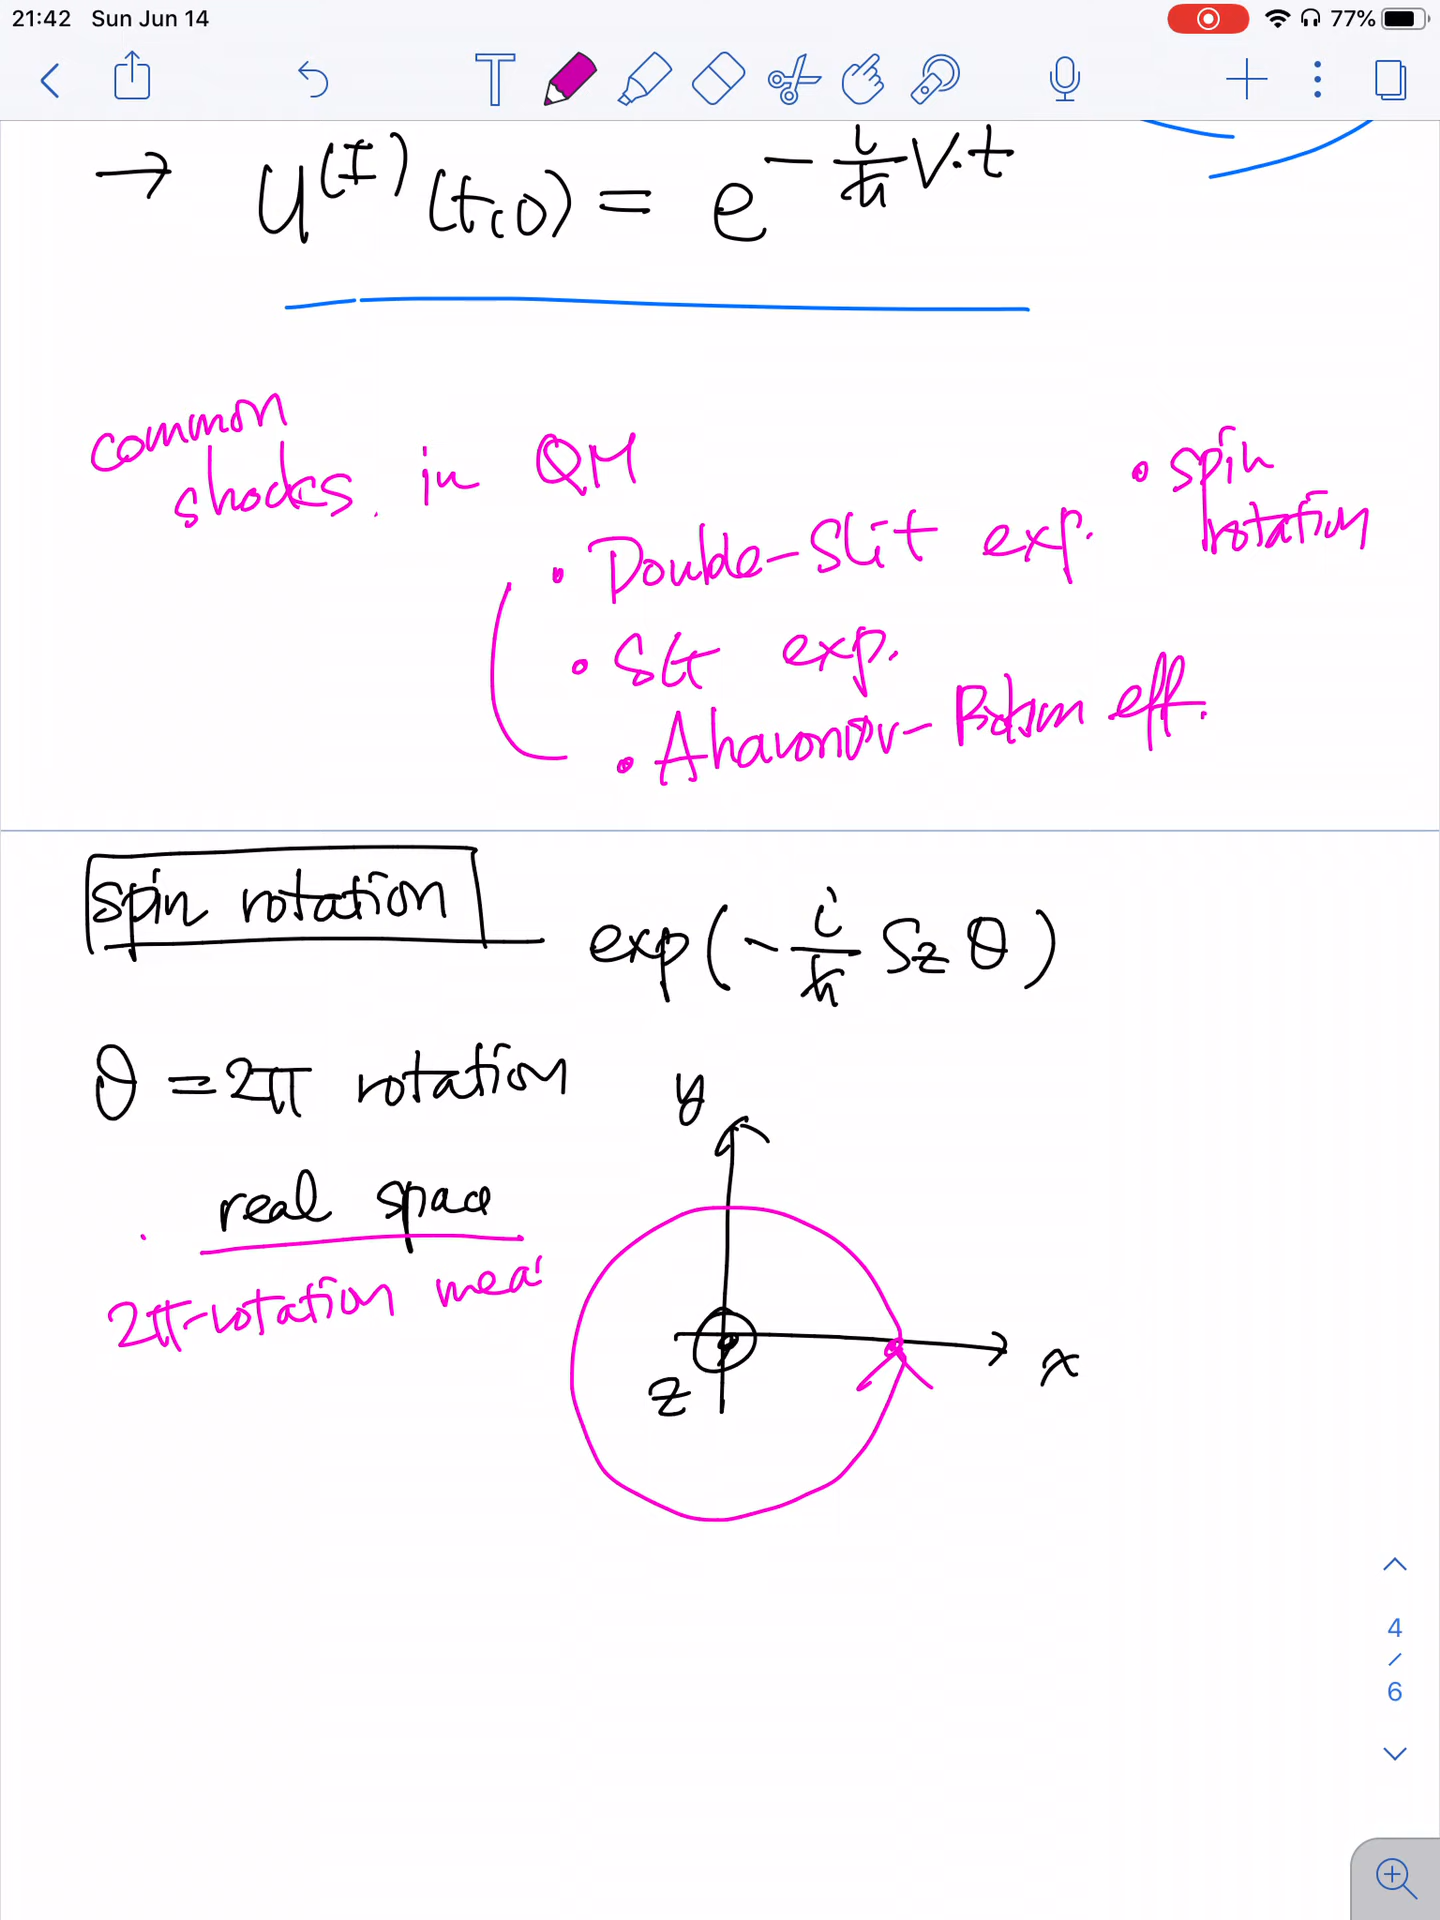 21:42 Sun Jun 14
77%
T
→ U^(I) (t,0) = e^(-i/ħ V·t)
common
shocks. in QM
• Double-Slit exp.
• SG exp.
• Aharonov-Bohm eff.
• spin
rotation
spin rotation
exp(-i/ħ Sz θ)
θ = 2π rotation
real space
2π-rotation mea
y
x
z
4
/
6